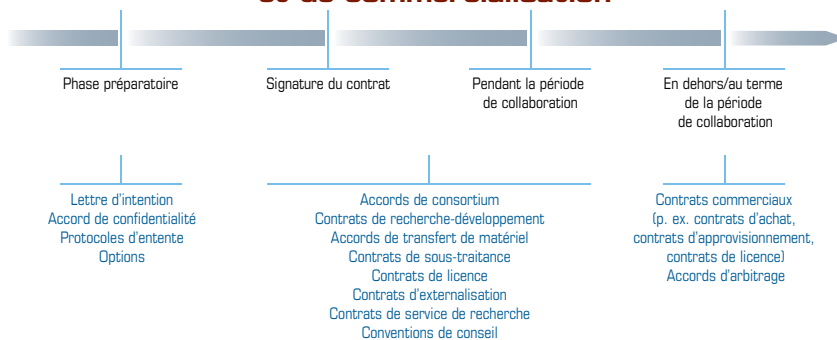 et de commercialisation
Phase préparatoire
Signature du contrat
Pendant la période
de collaboration
En dehors/au terme
de la période
de collaboration
Lettre d'intention
Accord de confidentialité
Protocoles d'entente
Options
Accords de consortium
Contrats de recherche-développement
Accords de transfert de matériel
Contrats de sous-traitance
Contrats de licence
Contrats d'externalisation
Contrats de service de recherche
Conventions de conseil
Contrats commerciaux
(p. ex. contrats d'achat,
contrats d'approvisionnement,
contrats de licence)
Accords d'arbitrage